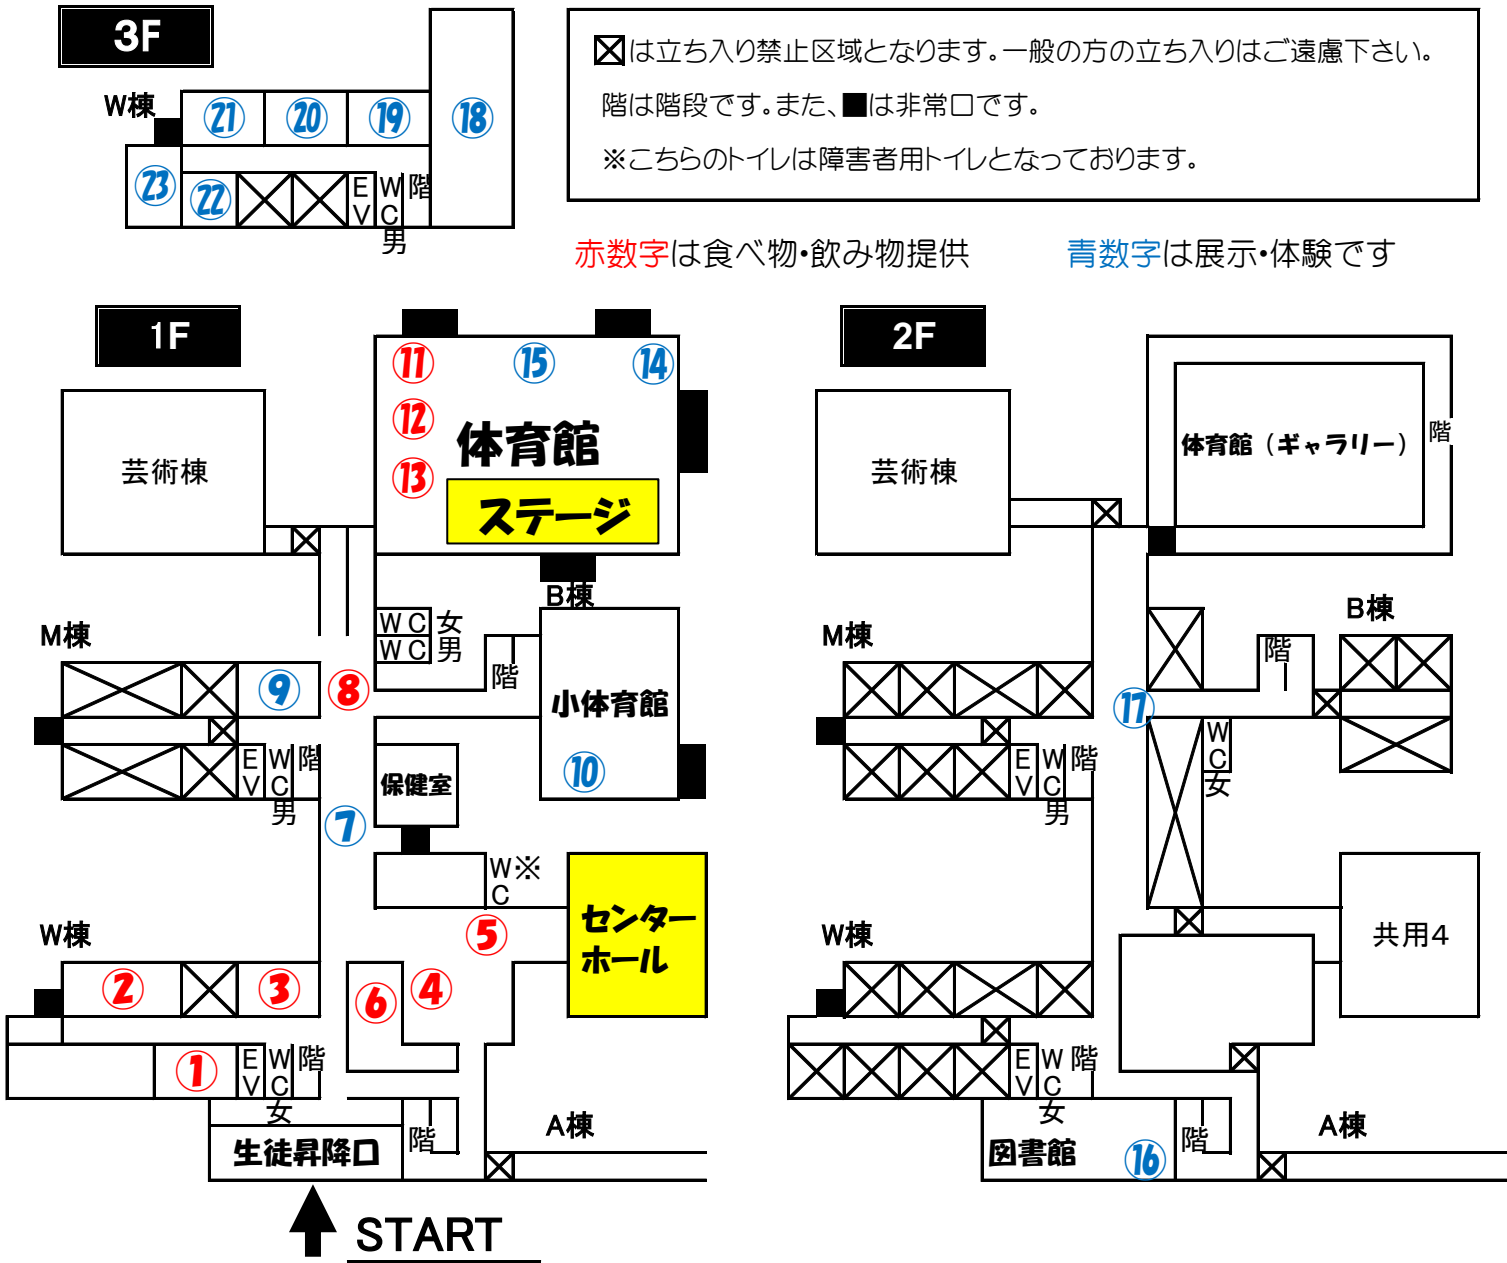 3F
W棟
㉑ ⑳ ⑲ ⑱
㉓ ㉒ EV WC 階
男
は立ち入り禁止区域となります。一般の方の立ち入りはご遠慮下さい。
階は階段です。また、■は非常口です。
※こちらのトイレは障害者用トイレとなっております。
赤数字は食べ物・飲み物提供
青数字は展示・体験です
1F
⑪ ⑮ ⑭
⑫
体育館
⑬
ステージ
芸術棟
B棟
WC 女
WC 男
M棟
⑨ ⑧
階
小体育館
EV WC 階
男
保健室
⑩
⑦
WC ※
センター
ホール
⑤
W棟
② ③ ⑥ ④
① EV WC 階
女
生徒昇降口
階
A棟
START
2F
体育館（ギャラリー）
階
芸術棟
B棟
M棟
階
⑰
WC
女
EV WC 階
男
W棟
共用4
EV WC 階
女
図書館
⑯
階
A棟